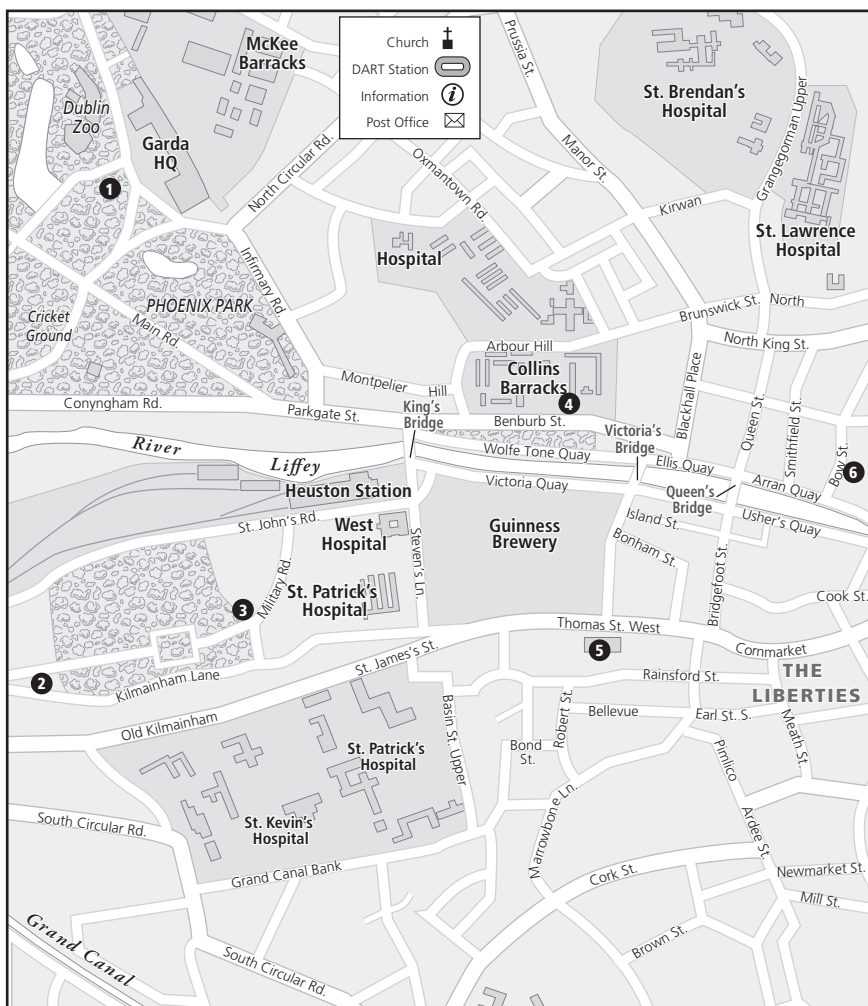 McKee
Barracks
Church
DART Station
Information
i
Post Office
Prussia St.
St. Brendan's
Hospital
Grangegorman Upper
Dublin
Zoo
Garda
HQ
Manor St.
North Circular Rd.
Oxmantown Rd.
1
Kirwan
St. Lawrence
Hospital
Hospital
Infirmary Rd.
PHOENIX PARK
Cricket
Ground
Main Rd.
Brunswick St. North
North King St.
Arbour Hill
Collins
Barracks
4
Montpelier Hill
Blackhall Place
Queen St.
Smithfield St.
Conyngham Rd.
Parkgate St.
King's
Bridge
Benburb St.
Victoria's
Bridge
Bow St.
6
River Liffey
Wolfe Tone Quay
Ellis Quay
Arran Quay
Heuston Station
Victoria Quay
Queen's
Bridge
Usher's Quay
St. John's Rd.
West
Hospital
Steven's Ln.
Guinness
Brewery
Island St.
Bonham St.
Bridgefoot St.
Military Rd.
St. Patrick's
Hospital
3
Cook St.
Thomas St. West
5
Cornmarket
2
Kilmainham Lane
St. James's St.
Rainsford St.
THE
LIBERTIES
Old Kilmainham
Basin St. Upper
Robert St.
Bellevue
Earl St. S.
Meath St.
St. Patrick's
Hospital
Bond
St.
Pimlico
South Circular Rd.
St. Kevin's
Hospital
Marrowbone Ln.
Ardee St.
Grand Canal Bank
Cork St.
Newmarket St.
Mill St.
Grand Canal
South Circular Rd.
Brown St.